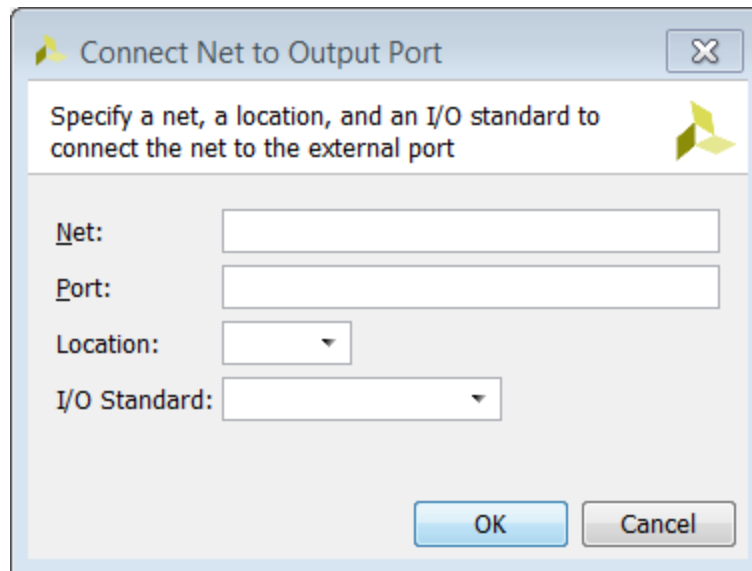 Connect Net to Output Port
Specify a net, a location, and an I/O standard to
connect the net to the external port
Net:
Port:
Location:
I/O Standard:
OK
Cancel